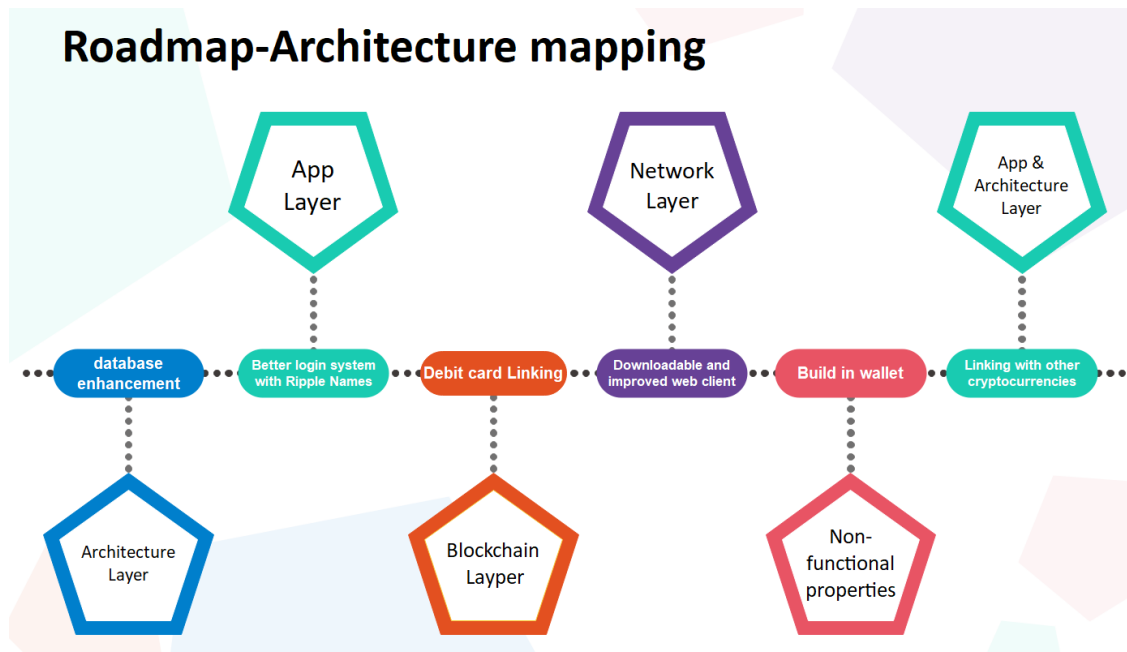 Roadmap-Architecture mapping
App
Layer
Network
Layer
App &
Architecture
Layer
database
enhancement
Better login system
with Ripple Names
Debit card Linking
Downloadable and
improved web client
Build in wallet
Linking with other
cryptocurrencies
Architecture
Layer
Blockchain
Layper
Non-
functional
properties